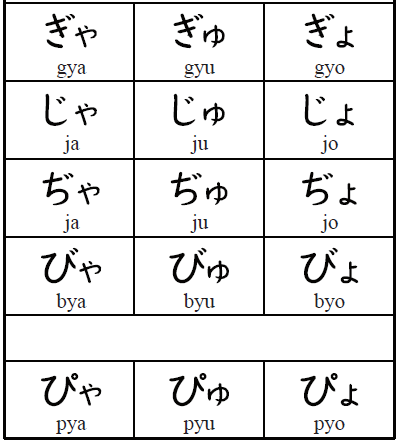 ぎゃ ぎゅ ぎょ
gya gyu gyo
じゃ じゅ じょ
ja ju jo
ぢゃ ぢゅ ぢょ
ja ju jo
びゃ びゅ びょ
bya byu byo
ぴゃ ぴゅ ぴょ
pya pyu pyo